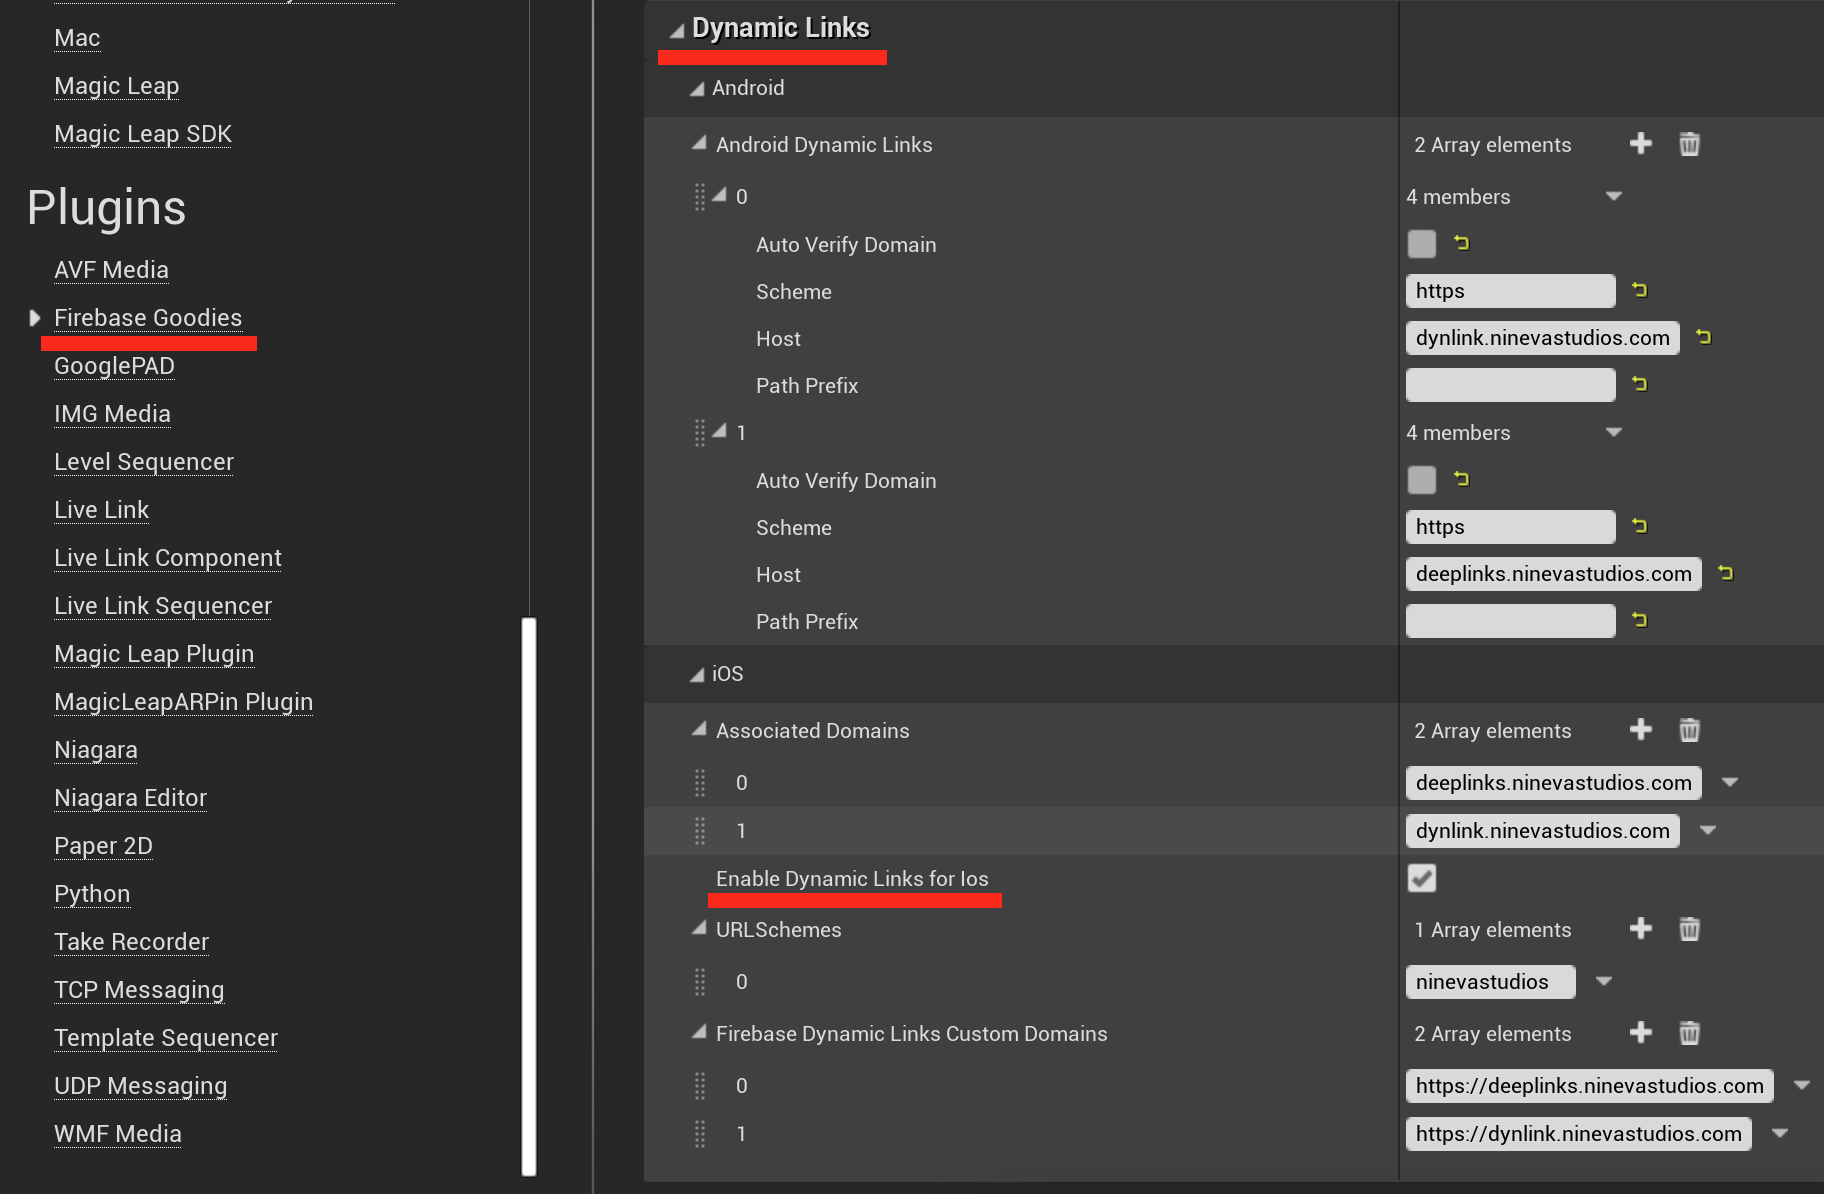 Mac
Magic Leap
Magic Leap SDK
Plugins
AVF Media
Firebase Goodies
GooglePAD
IMG Media
Level Sequencer
Live Link
Live Link Component
Live Link Sequencer
Magic Leap Plugin
MagicLeapARPin Plugin
Niagara
Niagara Editor
Paper 2D
Python
Take Recorder
TCP Messaging
Template Sequencer
UDP Messaging
WMF Media
Dynamic Links
Android
Android Dynamic Links 2 Array elements
0 4 members
Auto Verify Domain
Scheme https
Host dynlink.ninevastudios.com
Path Prefix
1 4 members
Auto Verify Domain
Scheme https
Host deeplinks.ninevastudios.com
Path Prefix
iOS
Associated Domains 2 Array elements
0 deeplinks.ninevastudios.com
1 dynlink.ninevastudios.com
Enable Dynamic Links for Ios
URLSchemes 1 Array elements
0 ninevastudios
Firebase Dynamic Links Custom Domains 2 Array elements
0 https://deeplinks.ninevastudios.com
1 https://dynlink.ninevastudios.com